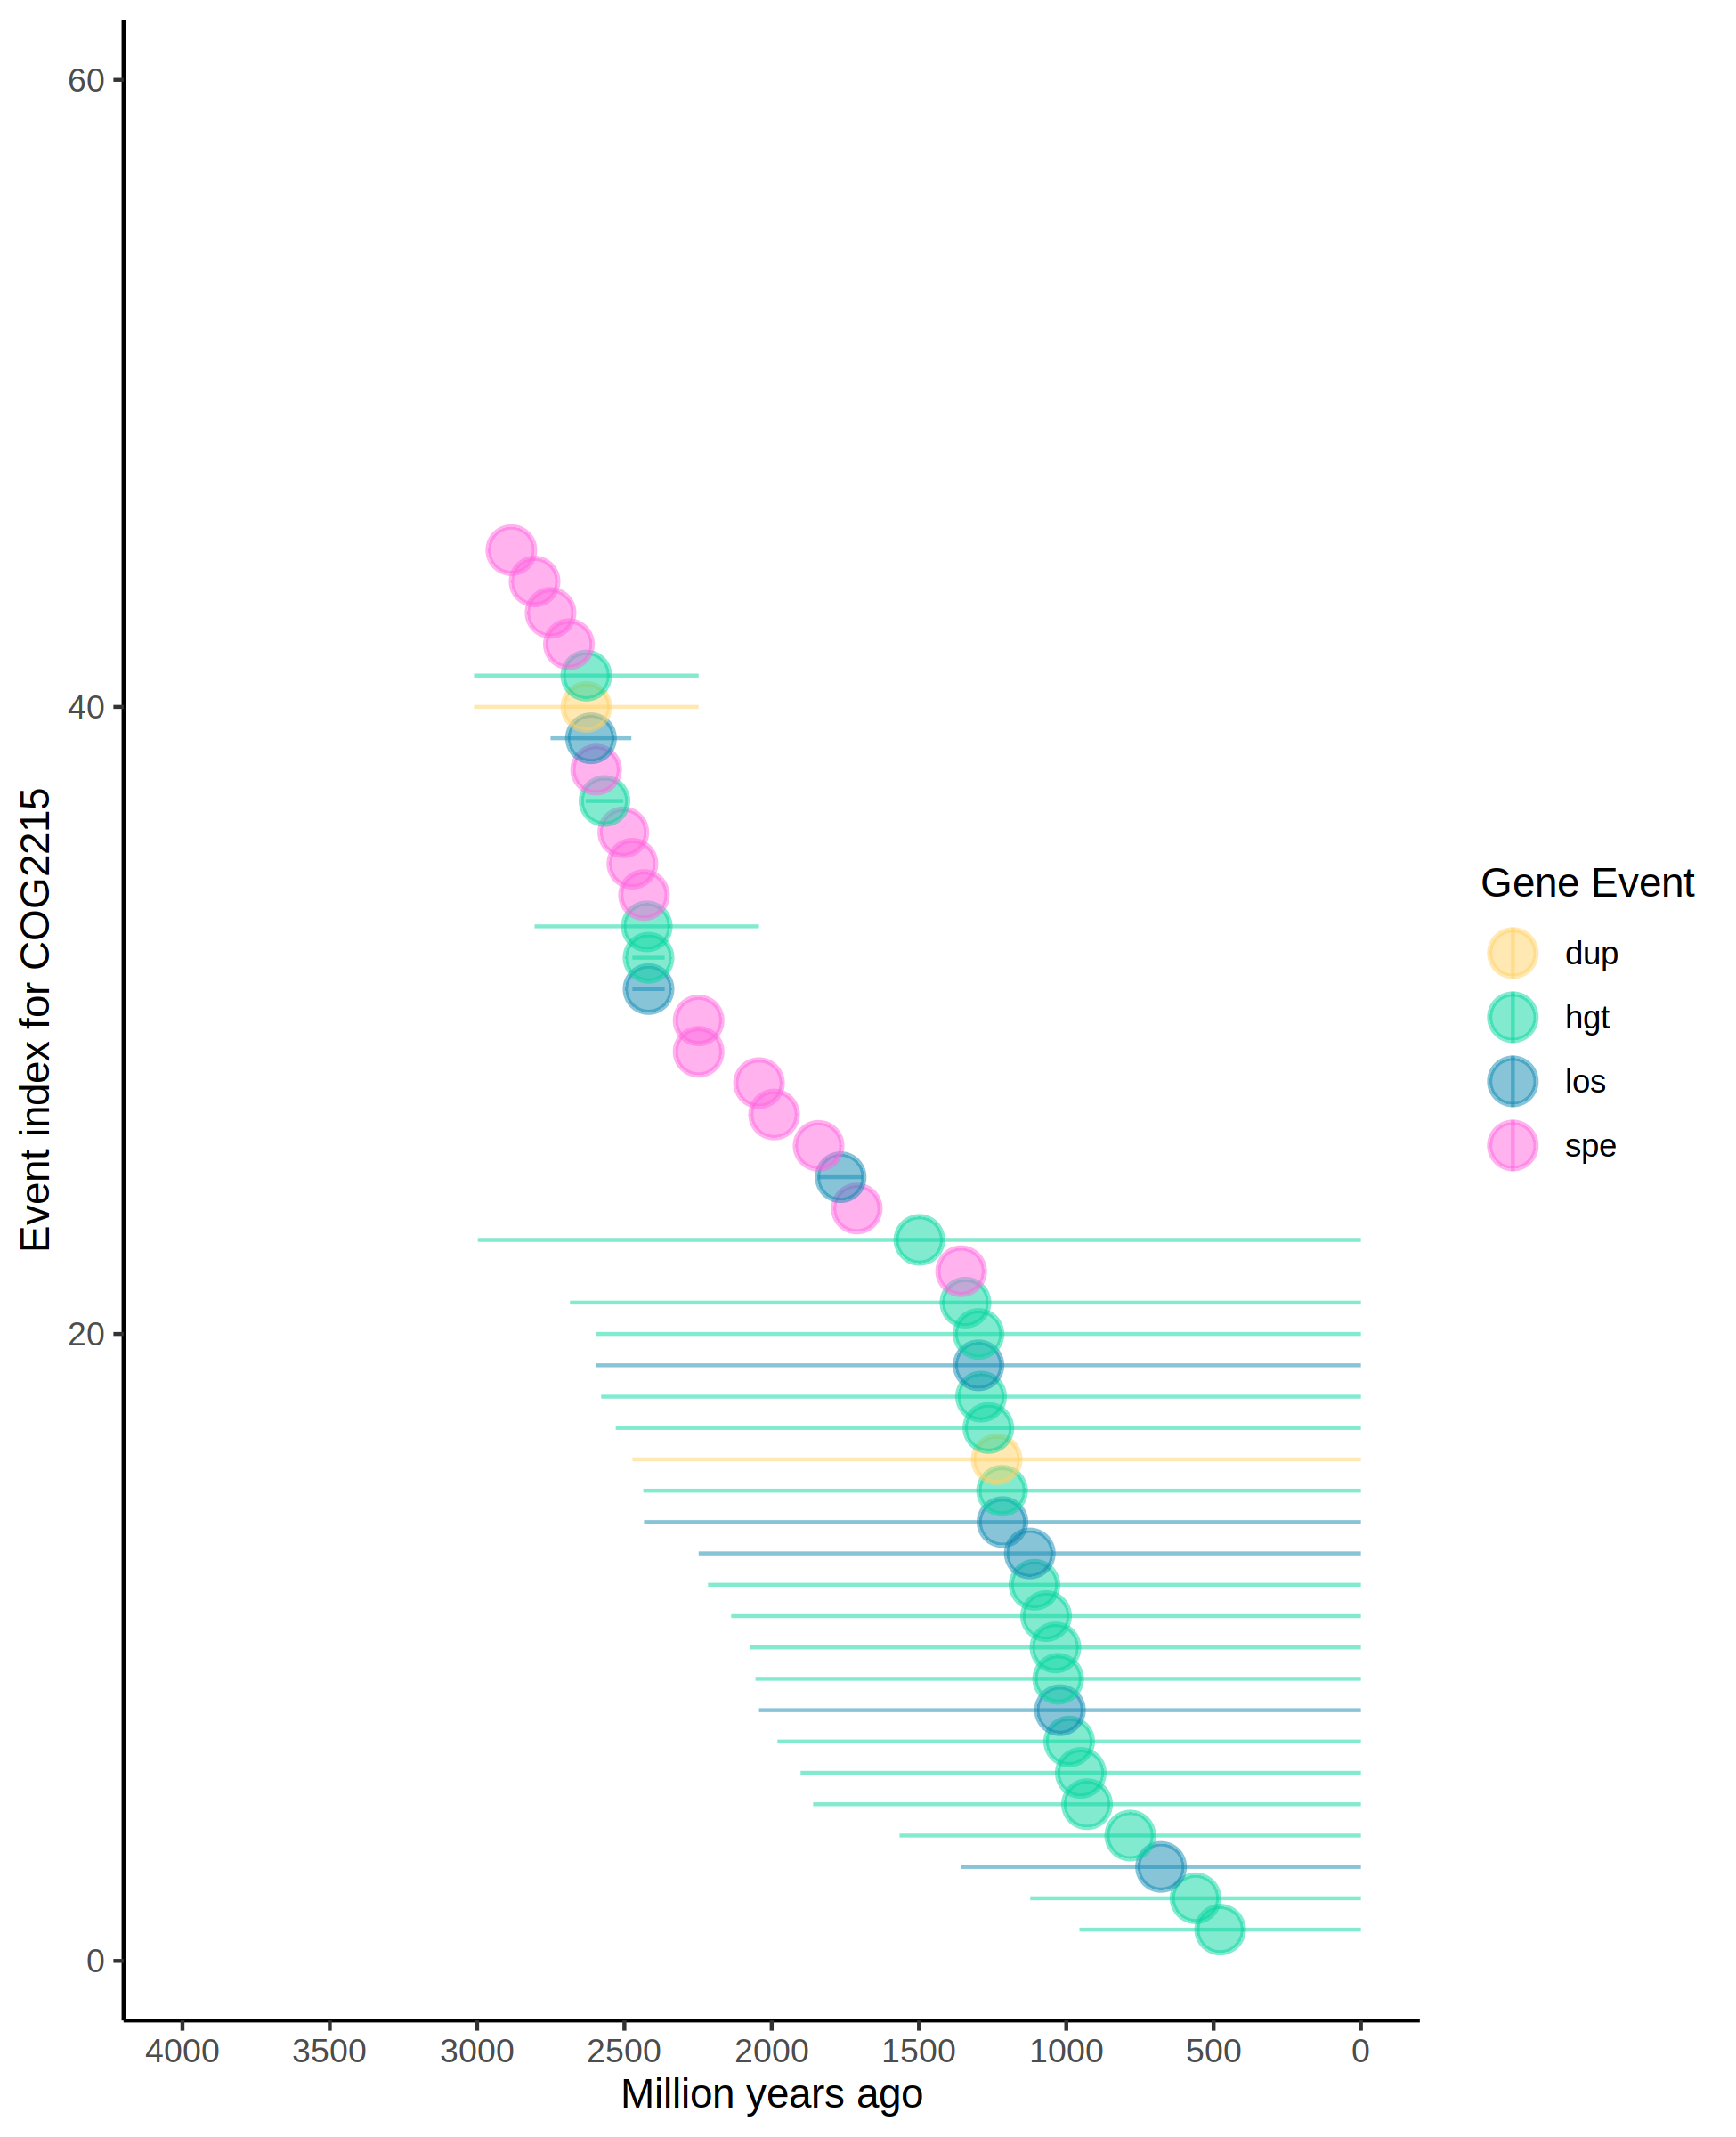 60
40
20
0
Event index for COG2215
4000 3500 3000 2500 2000 1500 1000 500 0
Million years ago
Gene Event
dup
hgt
los
spe